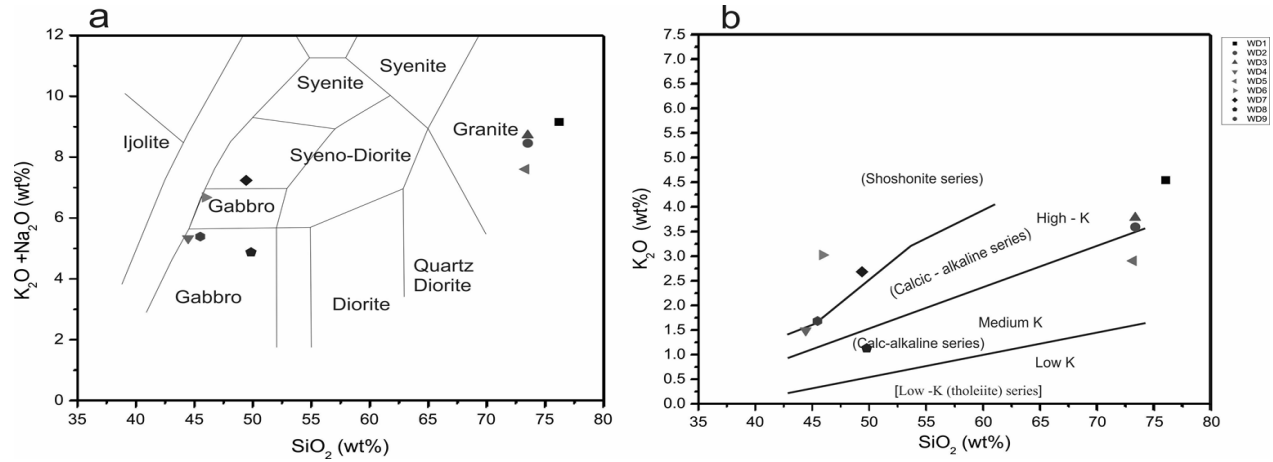 a
12
10
8
6
4
2
0
35
40
45
50
55
60
65
70
75
80
K2O +Na2O (wt%)
SiO2 (wt%)
Syenite
Syenite
Ijolite
Granite
Syeno-Diorite
Gabbro
Gabbro
Diorite
Quartz
Diorite
b
7.5
7.0
6.5
6.0
5.5
5.0
4.5
4.0
3.5
3.0
2.5
2.0
1.5
1.0
0.5
0.0
35
40
45
50
55
60
65
70
75
80
K2O (wt%)
SiO2 (wt%)
(Shoshonite series)
High - K
(Calcic - alkaline series)
Medium K
(Calc-alkaline series)
Low K
[Low -K (tholeiite) series]
WD1
WD2
WD3
WD4
WD5
WD6
WD7
WD8
WD9